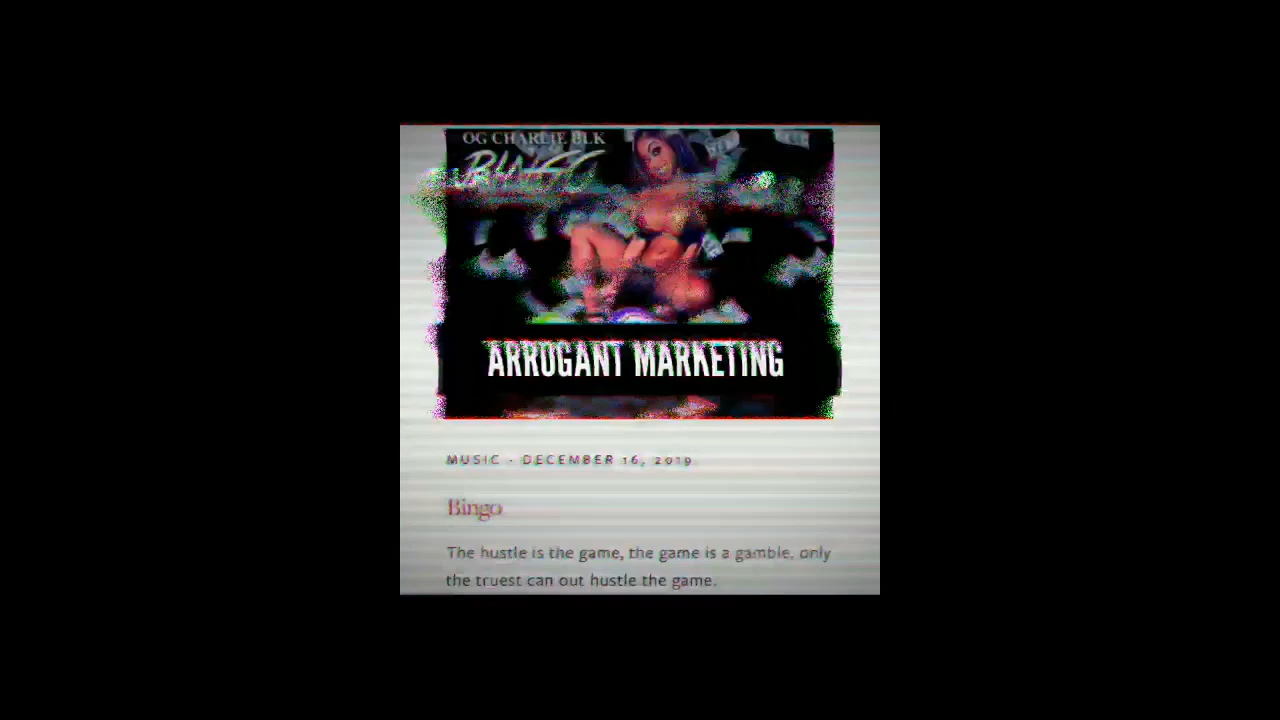 OG CHARLIE BLK
BINGO
ARROGANT MARKETING
MUSIC - DECEMBER 16, 2019
Bingo
The hustle is the game, the game is a gamble, only
the truest can out hustle the game.